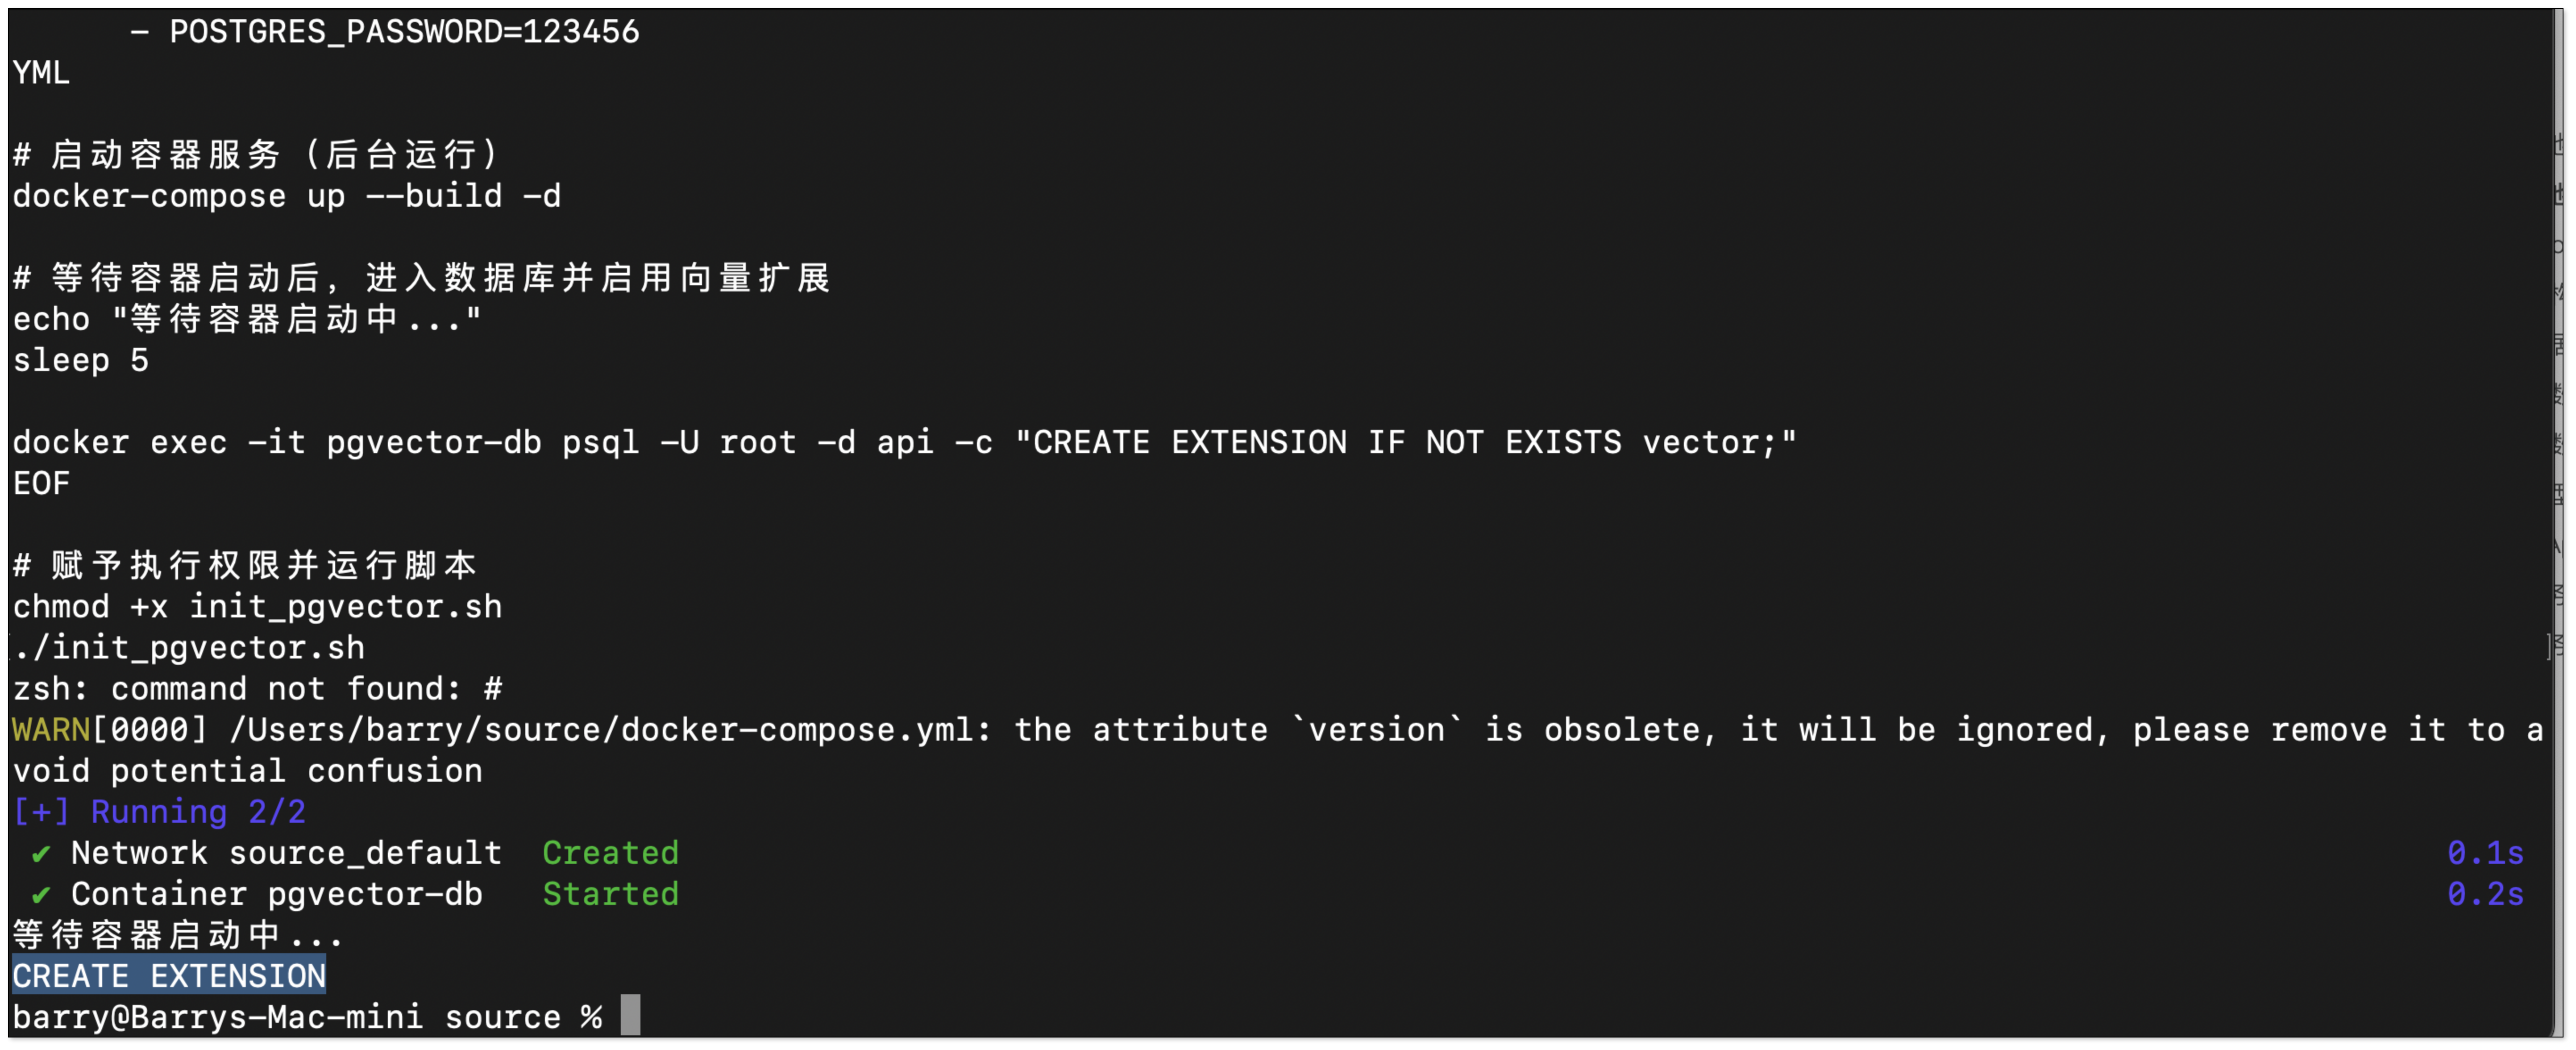 - POSTGRES_PASSWORD=123456
YML
# 启动容器服务（后台运行）
docker-compose up --build -d
# 等待容器启动后，进入数据库并启用向量扩展
echo "等待容器启动中..."
sleep 5
docker exec -it pgvector-db psql -U root -d api -c "CREATE EXTENSION IF NOT EXISTS vector;"
EOF
# 赋予执行权限并运行脚本
chmod +x init_pgvector.sh
./init_pgvector.sh
zsh: command not found: #
WARN[0000] /Users/barry/source/docker-compose.yml: the attribute `version` is obsolete, it will be ignored, please remove it to a
void potential confusion
[+] Running 2/2
✔ Network source_default Created 0.1s
✔ Container pgvector-db Started 0.2s
等待容器启动中...
CREATE EXTENSION
barry@Barrys-Mac-mini source %